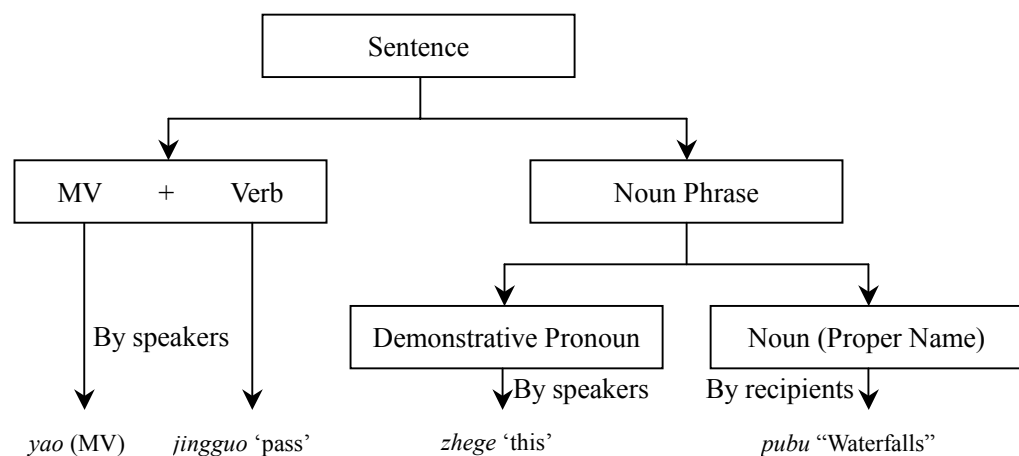 Sentence
MV + Verb
Noun Phrase
Demonstrative Pronoun
Noun (Proper Name)
By speakers
By speakers
By recipients
yao (MV)
jingguo ‘pass’
zhege ‘this’
pubu “Waterfalls”